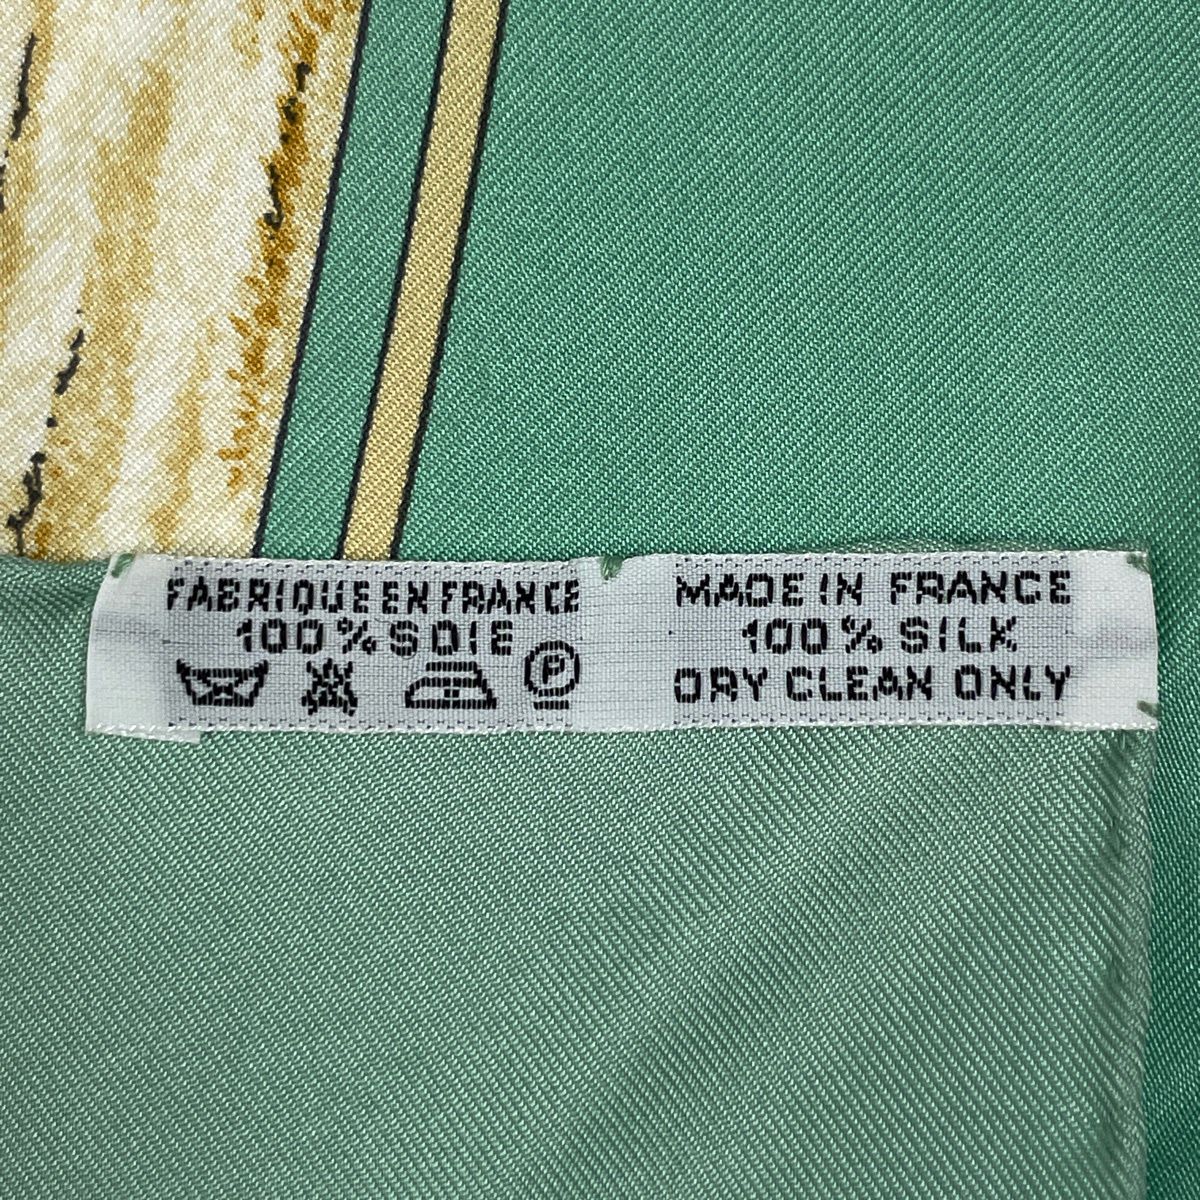 FABRIQUE EN FRANCE
100% SOIE
P
MADE IN FRANCE
100% SILK
DRY CLEAN ONLY